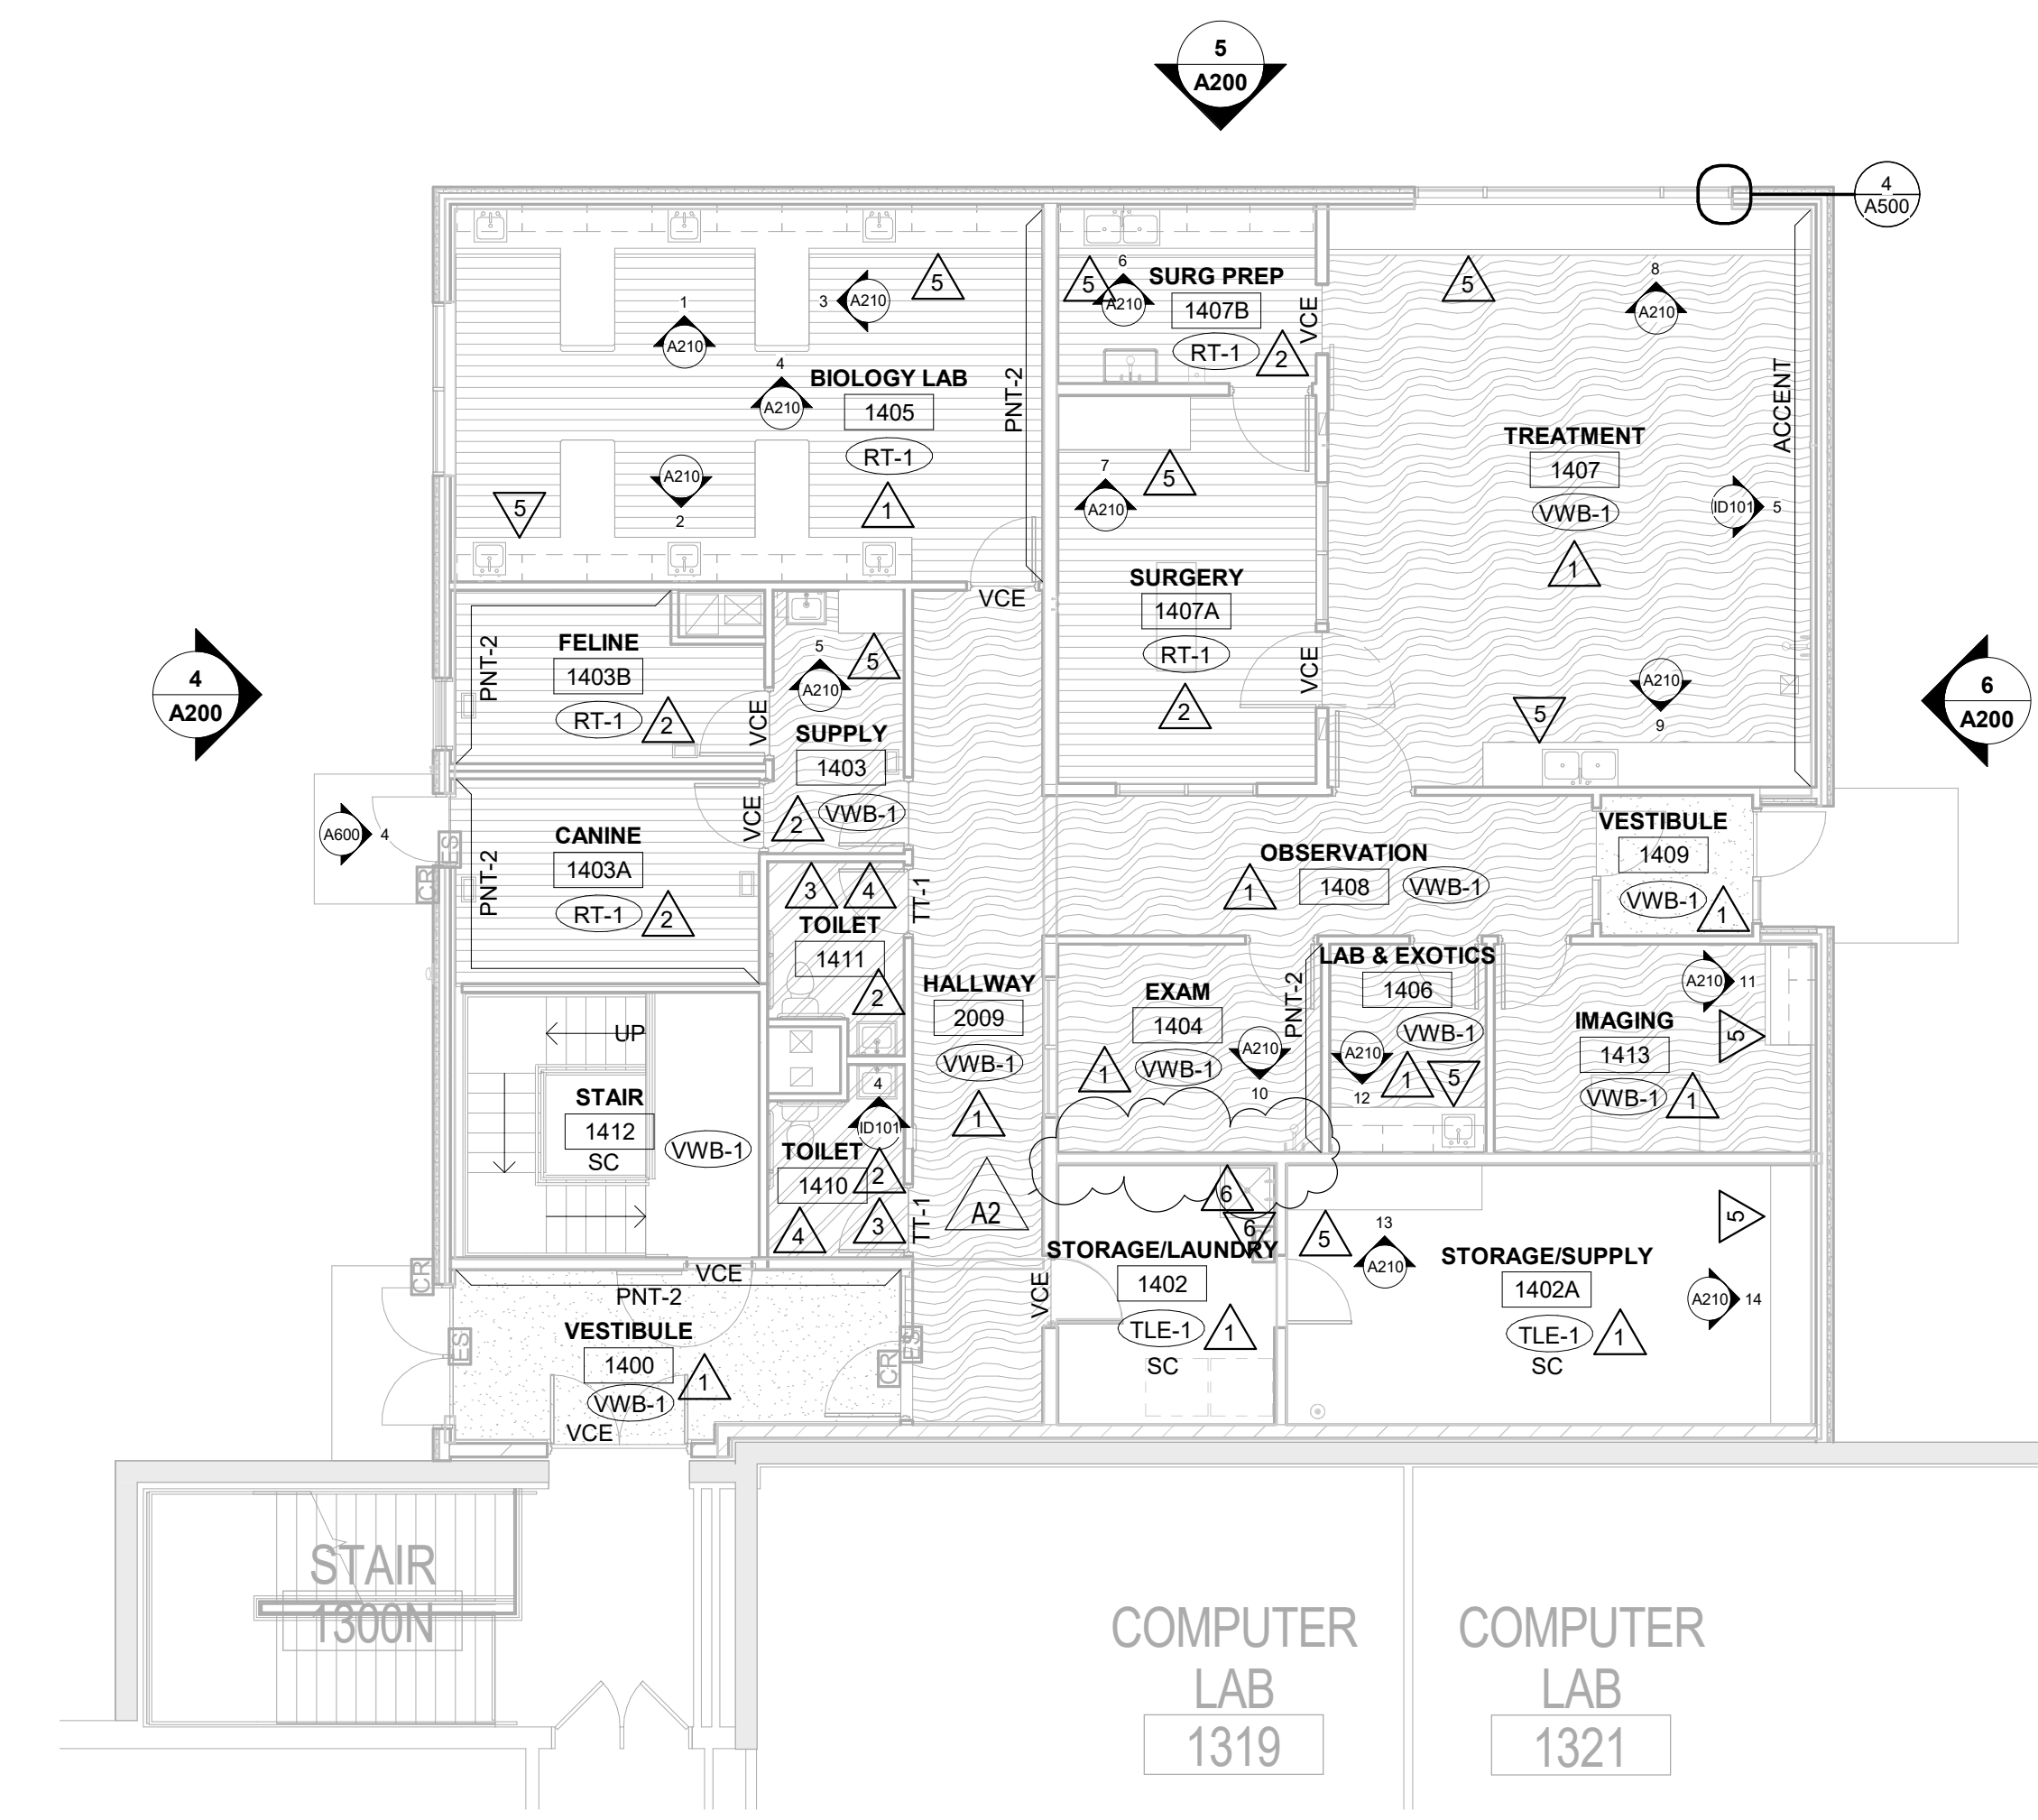 5
A200
4
A500
6
SURG PREP
5
A210
1407B
RT-1
2
VCE
5
8
A210
1
A210
3
A210
5
4
A210
BIOLOGY LAB
1405
RT-1
1
PNT-2
A210
2
5
VCE
7
A210
5
SURGERY
1407A
RT-1
2
VCE
TREATMENT
1407
VWB-1
1
ACCENT
ID101
5
A210
9
5
4
A200
6
A200
PNT-2
FELINE
1403B
RT-1
2
VCE
5
A210
5
SUPPLY
1403
VWB-1
2
A600
4
ES
CR
PNT-2
CANINE
1403A
RT-1
2
VCE
3
4
TT-1
TOILET
1411
2
OBSERVATION
1408
VWB-1
1
VESTIBULE
1409
VWB-1
1
HALLWAY
2009
VWB-1
1
A2
EXAM
1404
VWB-1
1
A210
10
PNT-2
LAB & EXOTICS
1406
VWB-1
A210
12
1
5
A210
11
5
IMAGING
1413
VWB-1
1
UP
STAIR
1412
SC
VWB-1
4
ID101
TOILET
1410
2
3
4
TT-1
6
6
STORAGE/LAUNDRY
1402
TLE-1
1
SC
VCE
5
13
A210
STORAGE/SUPPLY
1402A
TLE-1
1
SC
5
A210
14
CR
ES
VCE
PNT-2
VESTIBULE
1400
VWB-1
1
VCE
CR
ES
STAIR
1300N
COMPUTER
LAB
1319
COMPUTER
LAB
1321